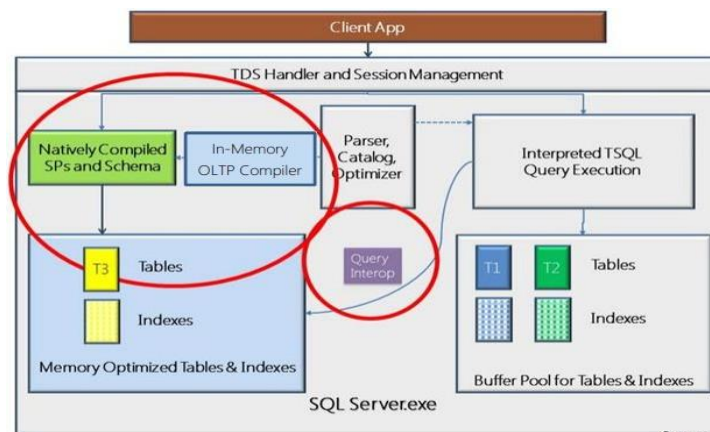 Client App
TDS Handler and Session Management
Natively Compiled
SPs and Schema
In-Memory
OLTP Compiler
Parser,
Catalog,
Optimizer
Interpreted TSQL
Query Execution
Query
Interop
T3
Tables
Indexes
Memory Optimized Tables & Indexes
T1
T2
Tables
Indexes
Buffer Pool for Tables & Indexes
SQL Server.exe